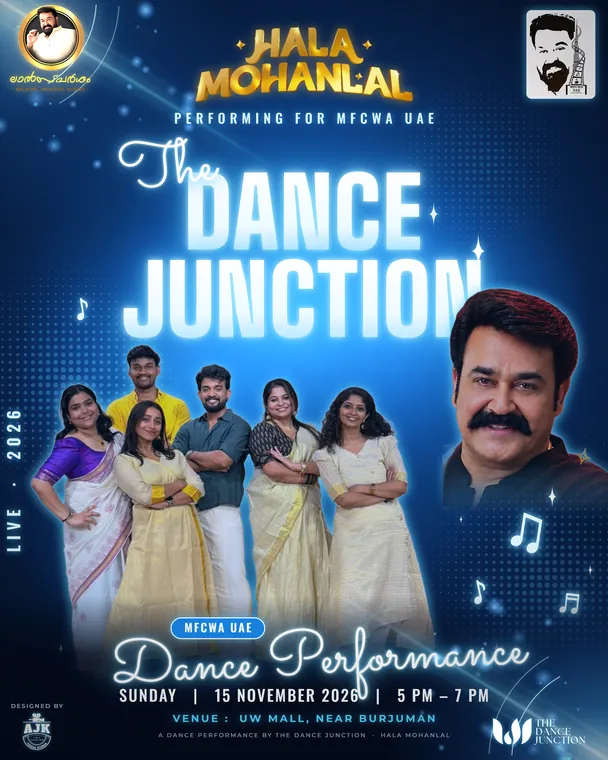 ലാൽസ്പർശം
HALA
MOHANLAL
PERFORMING FOR MFCWA UAE
The
DANCE
JUNCTION
LIVE · 2026
MFCWA UAE
Dance Performance
SUNDAY | 15 NOVEMBER 2026 | 5 PM – 7 PM
VENUE : UW MALL, NEAR BURJUMAN
A DANCE PERFORMANCE BY THE DANCE JUNCTION · HALA MOHANLAL
DESIGNED BY
AJK
THE
DANCE
JUNCTION